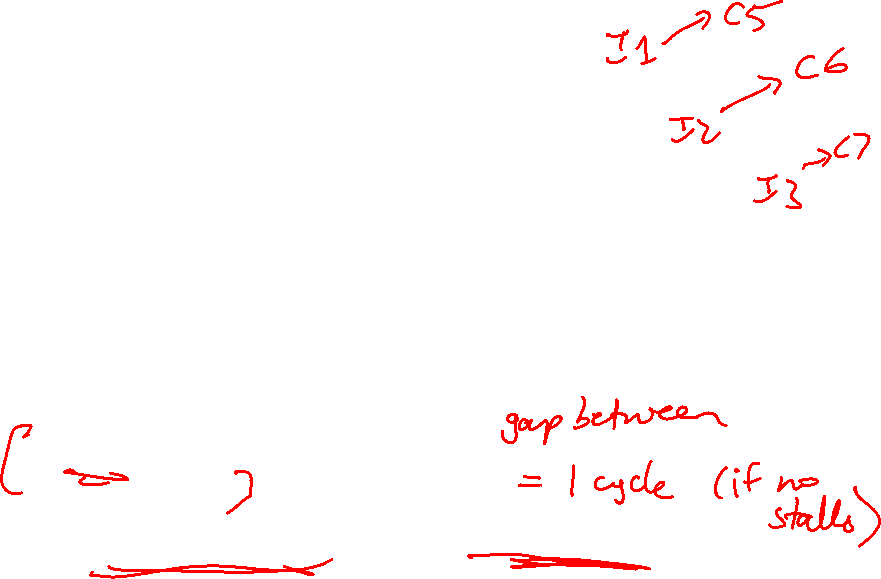 I1 → C5
I2 → C6
I3 → C7
gap between
= 1 cycle (if no
stalls)